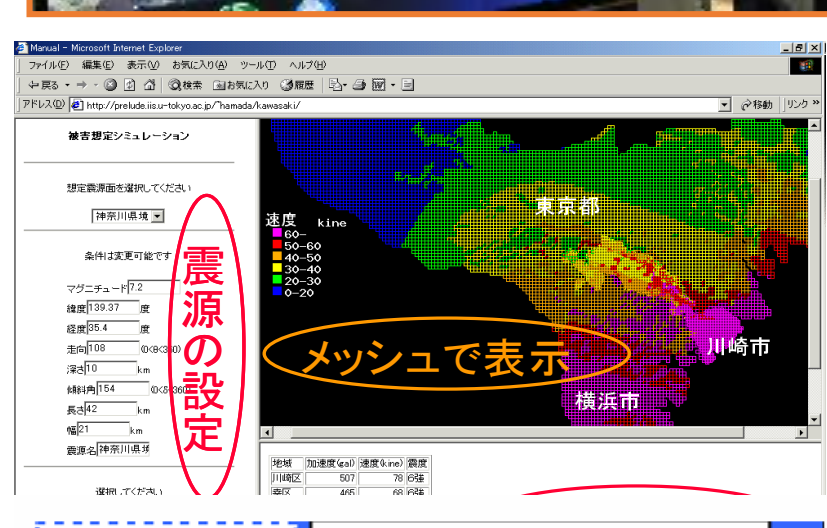 Manual - Microsoft Internet Explorer
ファイル(F) 編集(E) 表示(V) お気に入り(A) ツール(T) ヘルプ(H)
戻る 検索 お気に入り 履歴
アドレス(D) http://prelude.iis.u-tokyo.ac.jp/~hamada/kawasaki/ 移動 リンク »
被害想定シミュレーション
想定震源面を選択してください
神奈川県境
条件は変更可能です
マグニチュード 7.2
緯度 139.37 度
経度 35.4 度
走向 108 (0<θ<360)
深さ 10 km
傾斜角 154
長さ 42 km
幅 21 km
震源名 神奈川県境
選択してください
震源の設定
速度 kine
60-
50-60
40-50
30-40
20-30
0-20
東京都
メッシュで表示
川崎市
横浜市
地域 加速度(gal) 速度(kine) 震度
川崎区 507 78 6強
幸区 465 68 6強